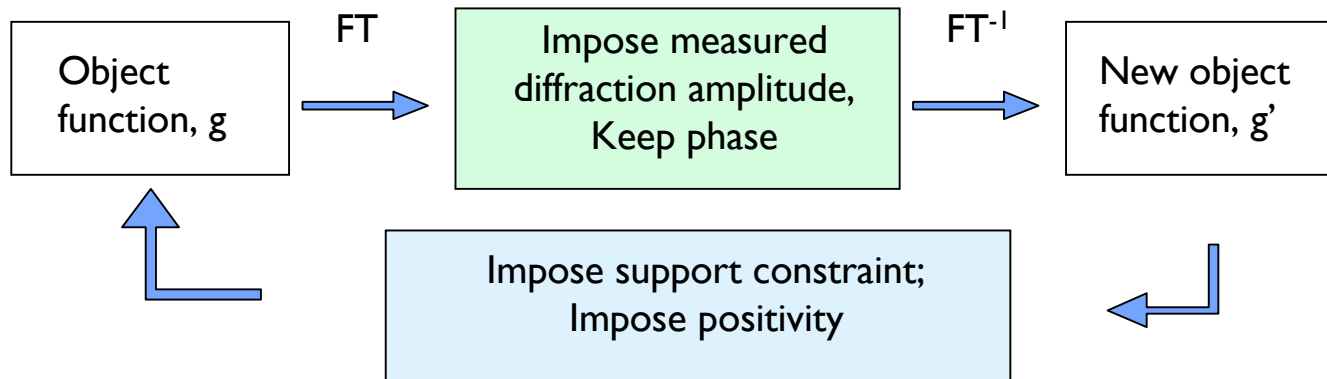 FT
FT-1
Object
function, g
Impose measured
diffraction amplitude,
Keep phase
New object
function, g’
Impose support constraint;
Impose positivity